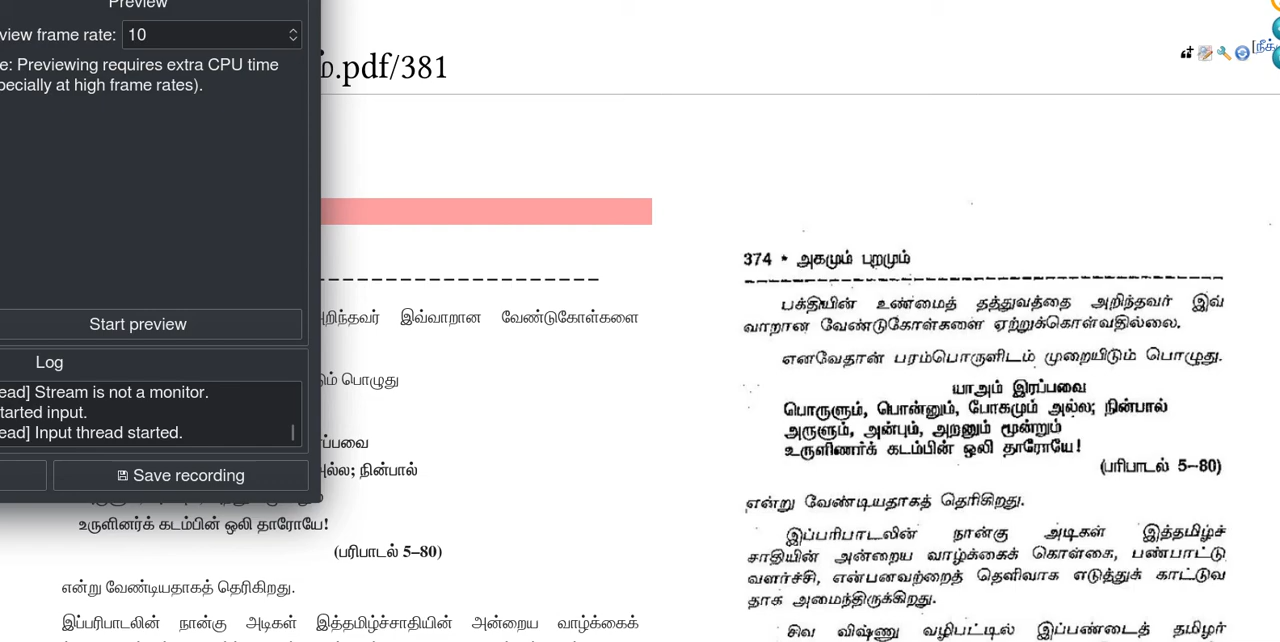 Preview
view frame rate: 10
e: Previewing requires extra CPU time
pecially at high frame rates).
Start preview
Log
ead] Stream is not a monitor.
tarted input.
ead] Input thread started.
Save recording
ம்.pdf/381
[நீக்
றிந்தவர் இவ்வாறான வேண்டுகோள்களை
டும் பொழுது
ப்பவை
அல்ல; நின்பால்
உருளினர்க் கடம்பின் ஒலி தாரோயே!
(பரிபாடல் 5–80)
என்று வேண்டியதாகத் தெரிகிறது.
இப்பரிபாடலின் நான்கு அடிகள் இத்தமிழ்ச்சாதியின் அன்றைய வாழ்க்கைக்
374 * அகமும் புறமும்
பக்தியின் உண்மைத் தத்துவத்தை அறிந்தவர் இவ்
வாறான வேண்டுகோள்களை ஏற்றுக்கொள்வதில்லை.
எனவேதான் பரம்பொருளிடம் முறையிடும் பொழுது.
யாஅம் இரப்பவை
பொருளும், பொன்னும், போகமும் அல்ல; நின்பால்
அருளும், அன்பும், அறனும் மூன்றும்
உருளிணர்க் கடம்பின் ஒலி தாரோயே!
(பரிபாடல் 5–80)
என்று வேண்டியதாகத் தெரிகிறது.
இப்பரிபாடலின் நான்கு அடிகள் இத்தமிழ்ச்
சாதியின் அன்றைய வாழ்க்கைக் கொள்கை, பண்பாட்டு
வளர்ச்சி, என்பனவற்றைத் தெளிவாக எடுத்துக் காட்டுவ
தாக அமைந்திருக்கிறது.
சிவ விஷ்ணு வழிபட்டில் இப்பண்டைத் தமிழர்